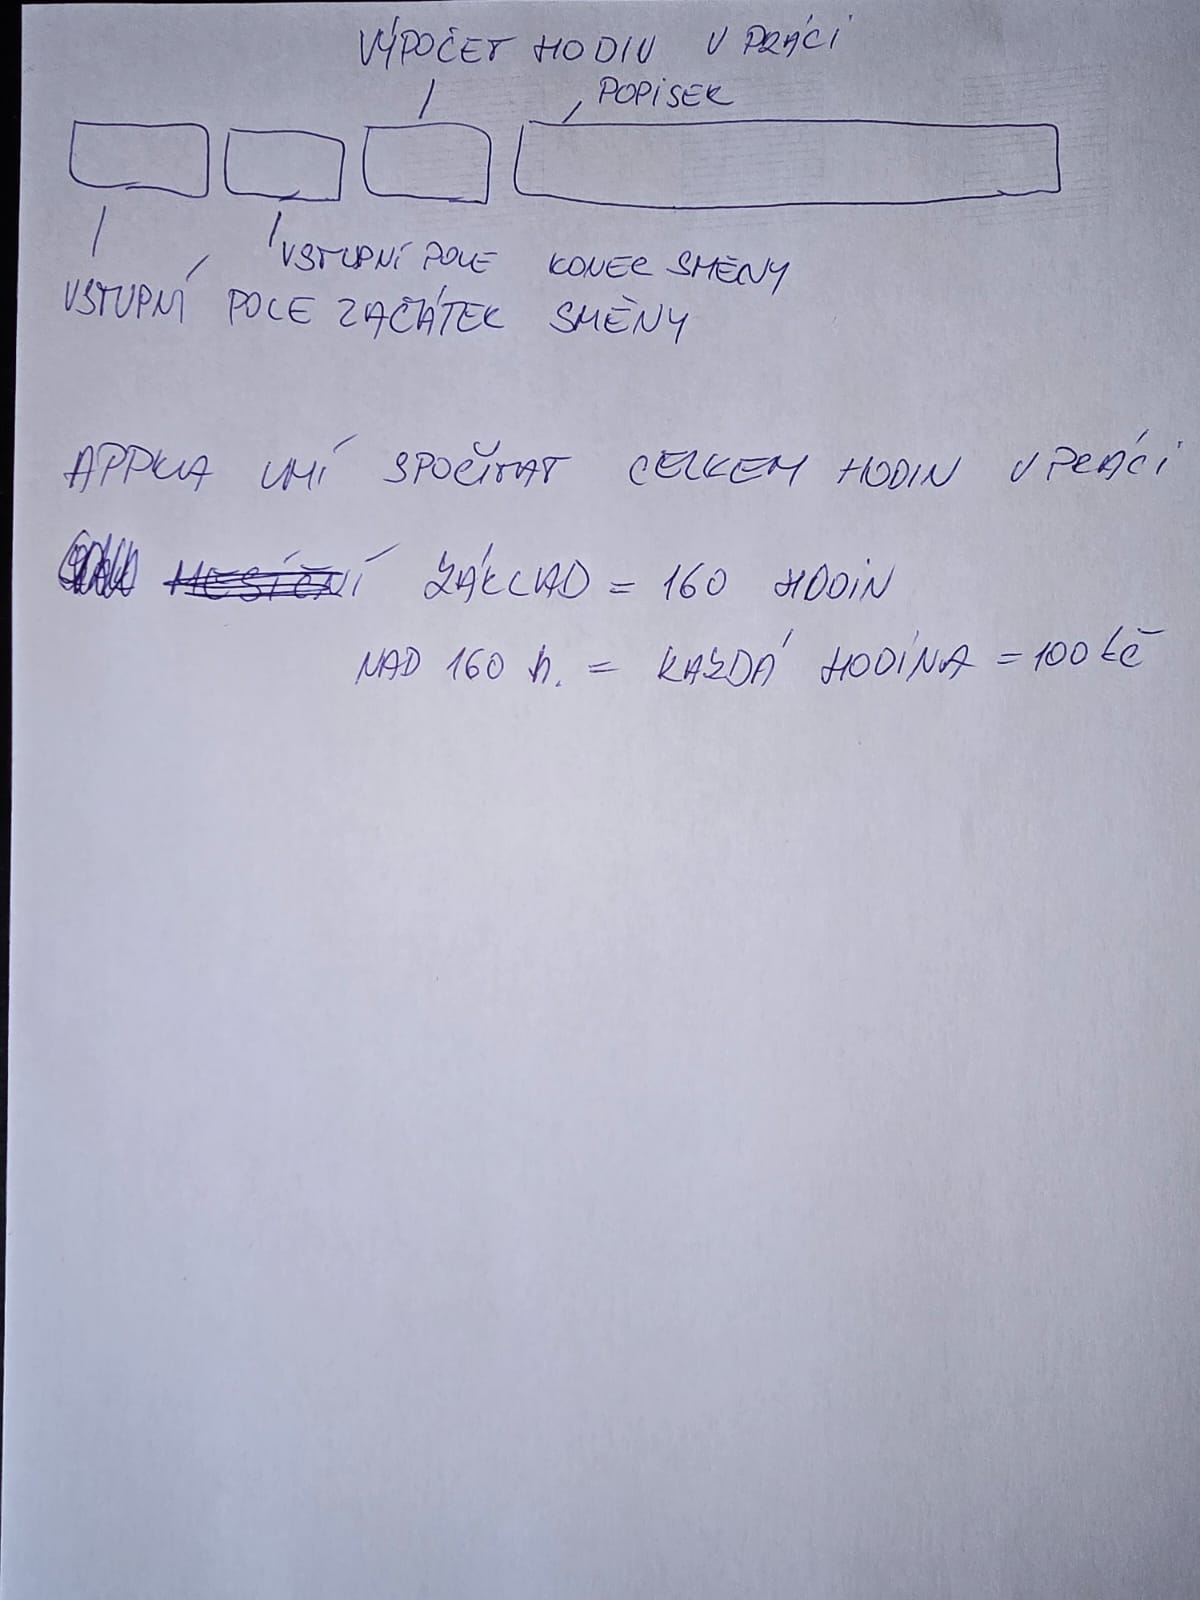 VÝPOČET HODIN V PRÁCI
POPISEK
VSTUPNÍ POLE KONEC SMĚNY
VSTUPNÍ POLE ZAČÁTEK SMĚNY
APPKA UMÍ SPOČÍTAT CELKEM HODIN V PRÁCI
MĚSÍČNÍ ZÁKLAD = 160 HODIN
NAD 160 h. = KAŽDÁ HODINA = 100 Kč